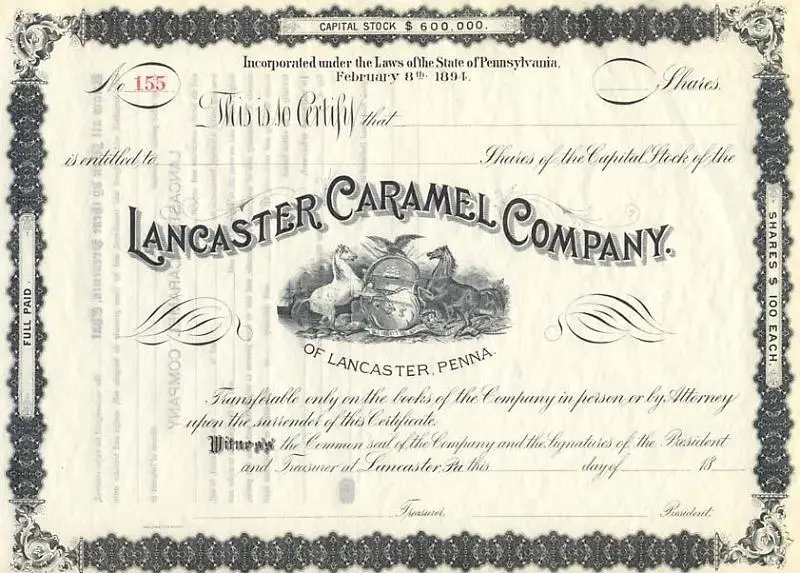 CAPITAL STOCK $ 600,000.
Incorporated under the Laws of the State of Pennsylvania,
February 8th. 1894.
No 155
Shares.
This is to Certify that
is entitled to Shares of the Capital Stock of the
LANCASTER CARAMEL COMPANY.
OF LANCASTER, PENNA.
Transferable only on the books of the Company in person or by Attorney
upon the surrender of this Certificate.
Witness the Common seal of the Company and the Signatures of the President
and Treasurer at Lancaster, Pa. this day of 18
Treasurer. President.
FULL PAID.
SHARES $ 100 EACH.